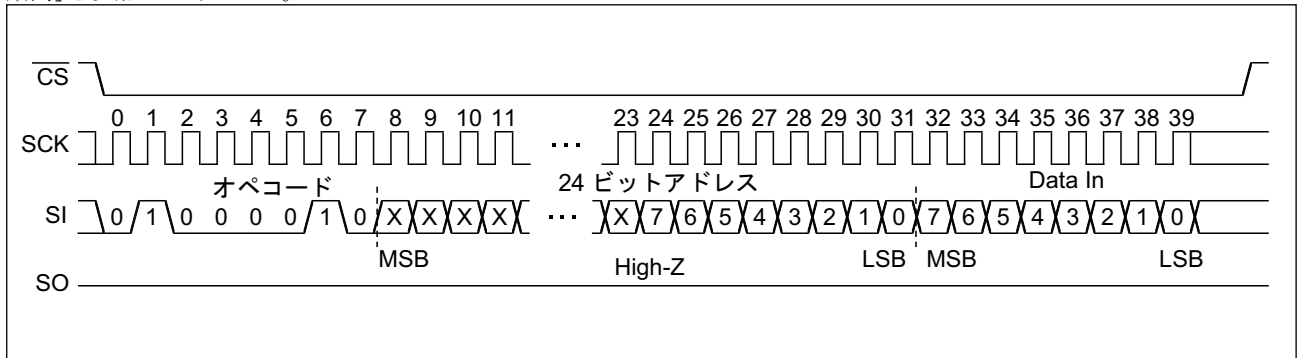 CS
0 1 2 3 4 5 6 7 8 9 10 11 23 24 25 26 27 28 29 30 31 32 33 34 35 36 37 38 39
SCK ...
オペコード 24 ビットアドレス Data In
SI 0 1 0 0 0 0 1 0 X X X X ... X 7 6 5 4 3 2 1 0 7 6 5 4 3 2 1 0
MSB High-Z LSB MSB LSB
SO